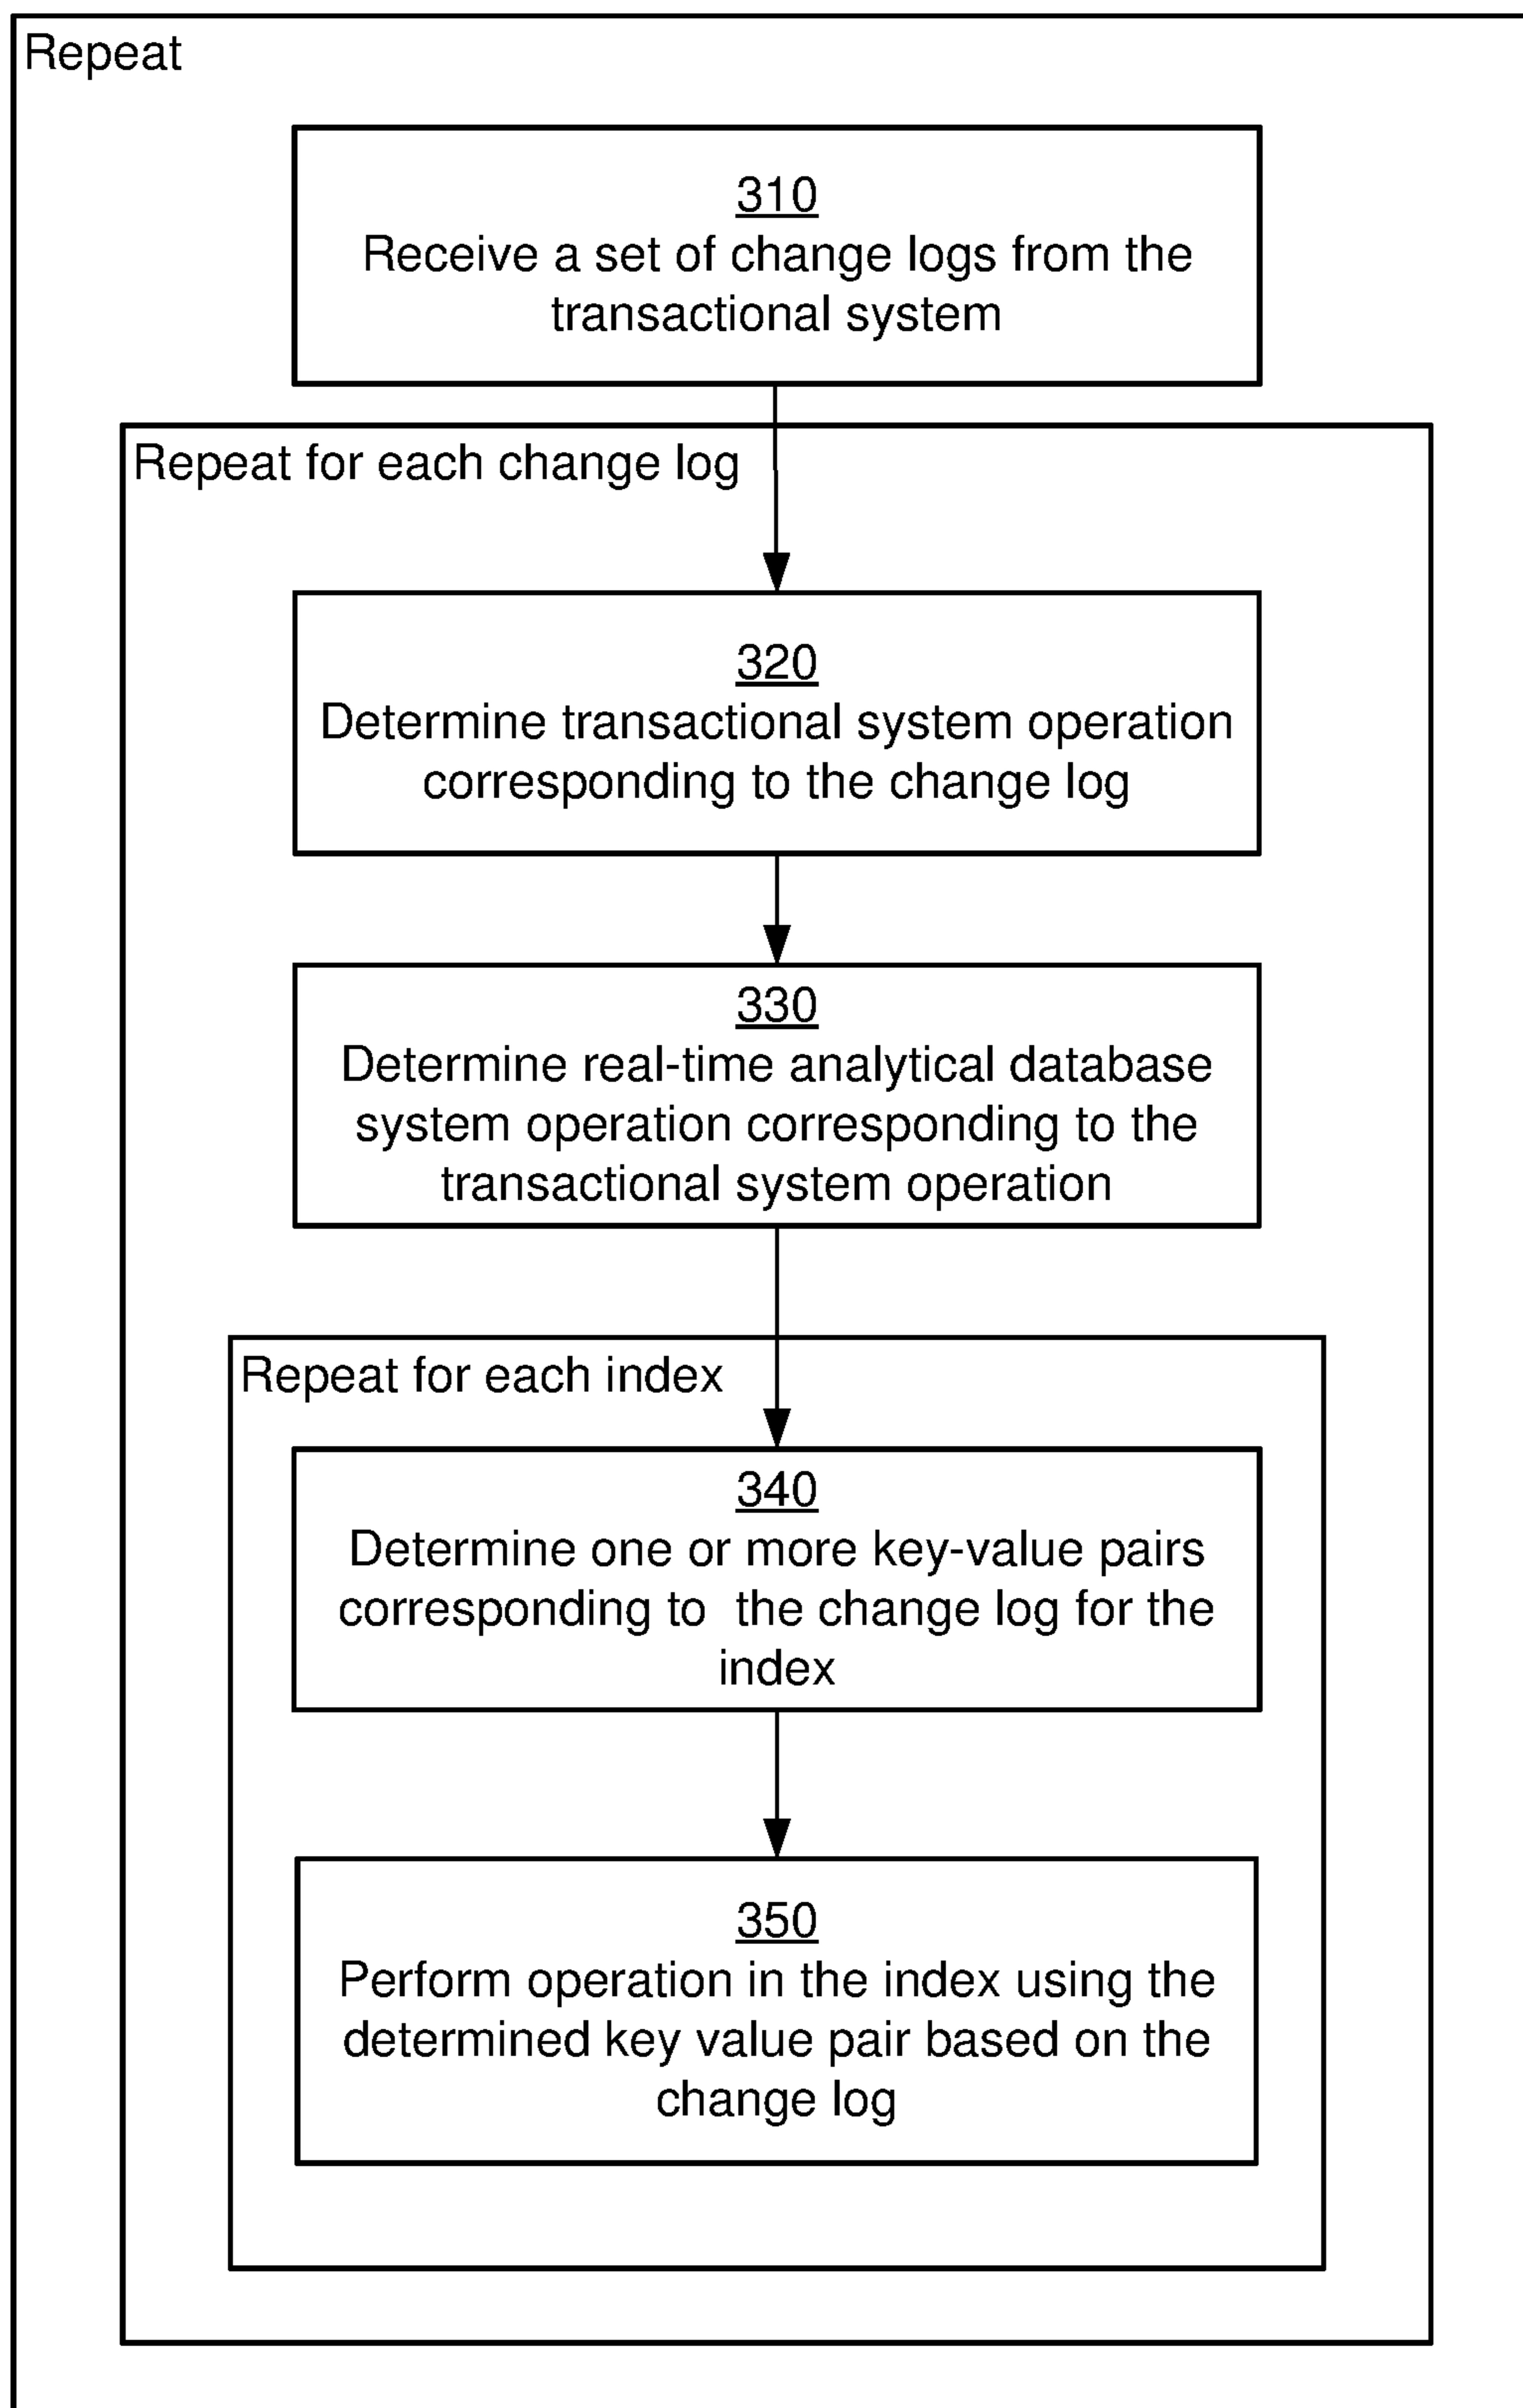 Repeat
310
Receive a set of change logs from the
transactional system
Repeat for each change log
320
Determine transactional system operation
corresponding to the change log
330
Determine real-time analytical database
system operation corresponding to the
transactional system operation
Repeat for each index
340
Determine one or more key-value pairs
corresponding to  the change log for the
index
350
Perform operation in the index using the
determined key value pair based on the
change log